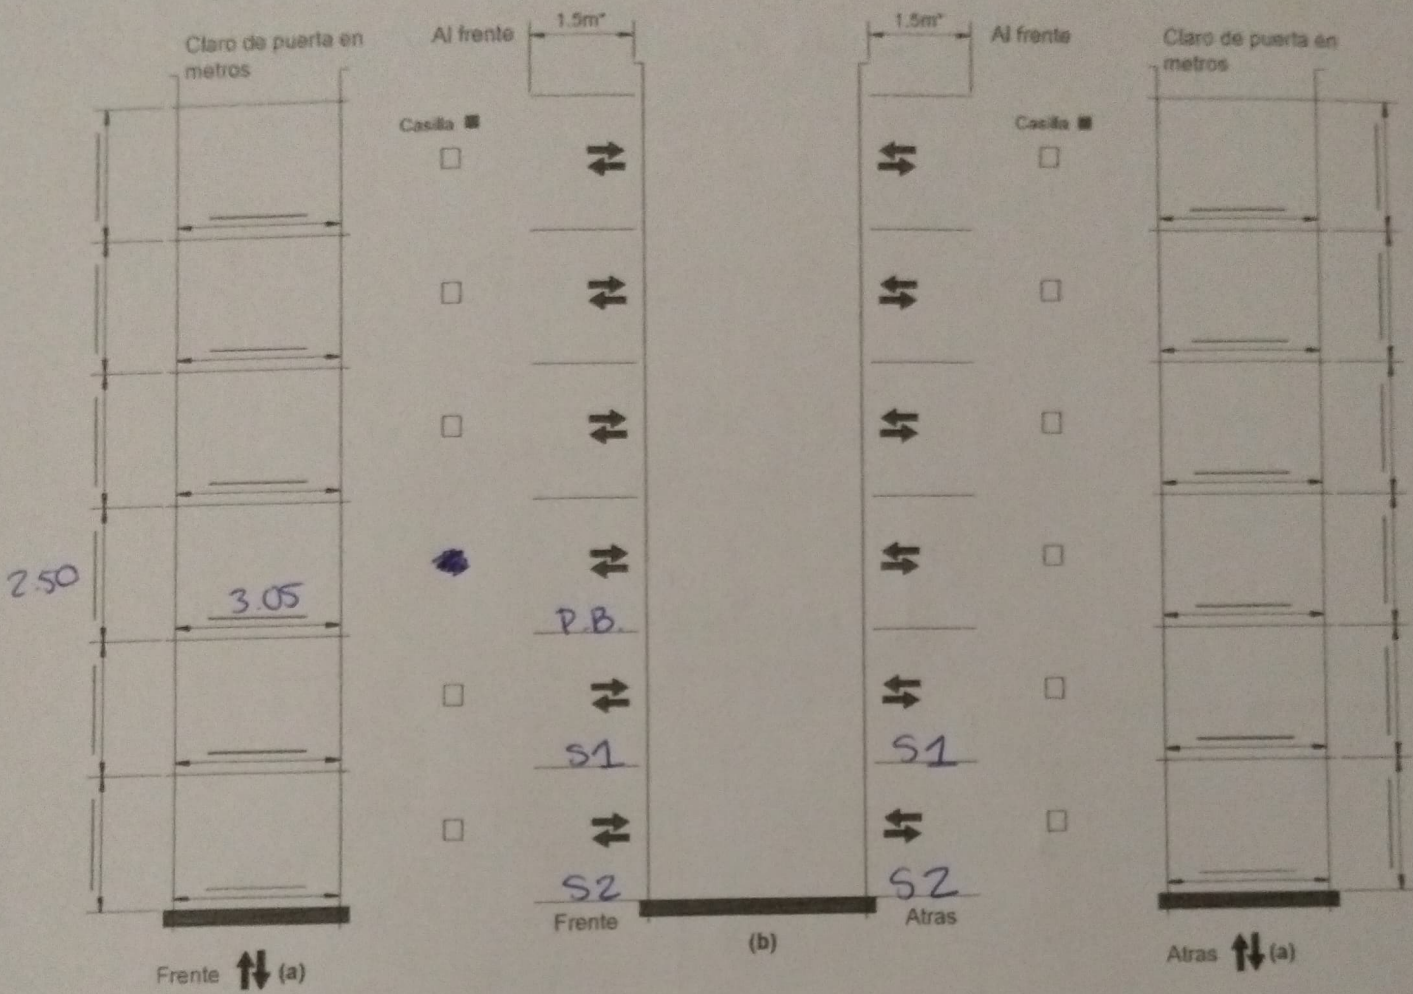 Claro de puerta en
metros
Al frente
1.5m"
1.5m"
Al frente
Claro de puerta en
metros
Casilla ■
Casilla ■
2.50
3.05
P.B.
S1
S1
S2
S2
Frente
Atras
(b)
Frente (a)
Atras (a)